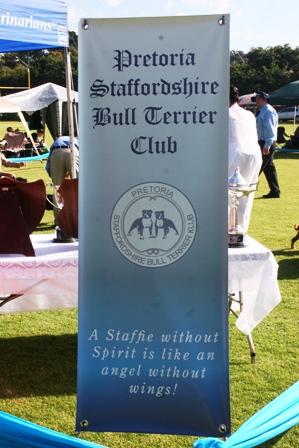 rinarians
Pretoria
Staffordshire
Bull Terrier
Club
PRETORIA
STAFFORDSHIRE BULL TERRIER KLUB
A Staffie without
Spirit is like an
angel without
wings!